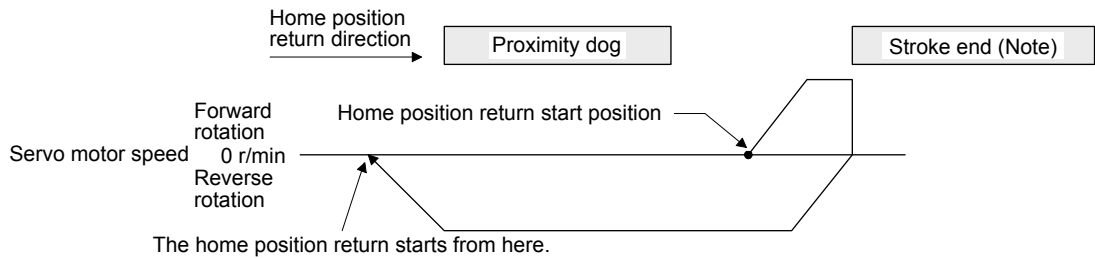 Home position
return direction
Proximity dog
Stroke end (Note)
Forward
rotation
Home position return start position
Servo motor speed
0 r/min
Reverse
rotation
The home position return starts from here.